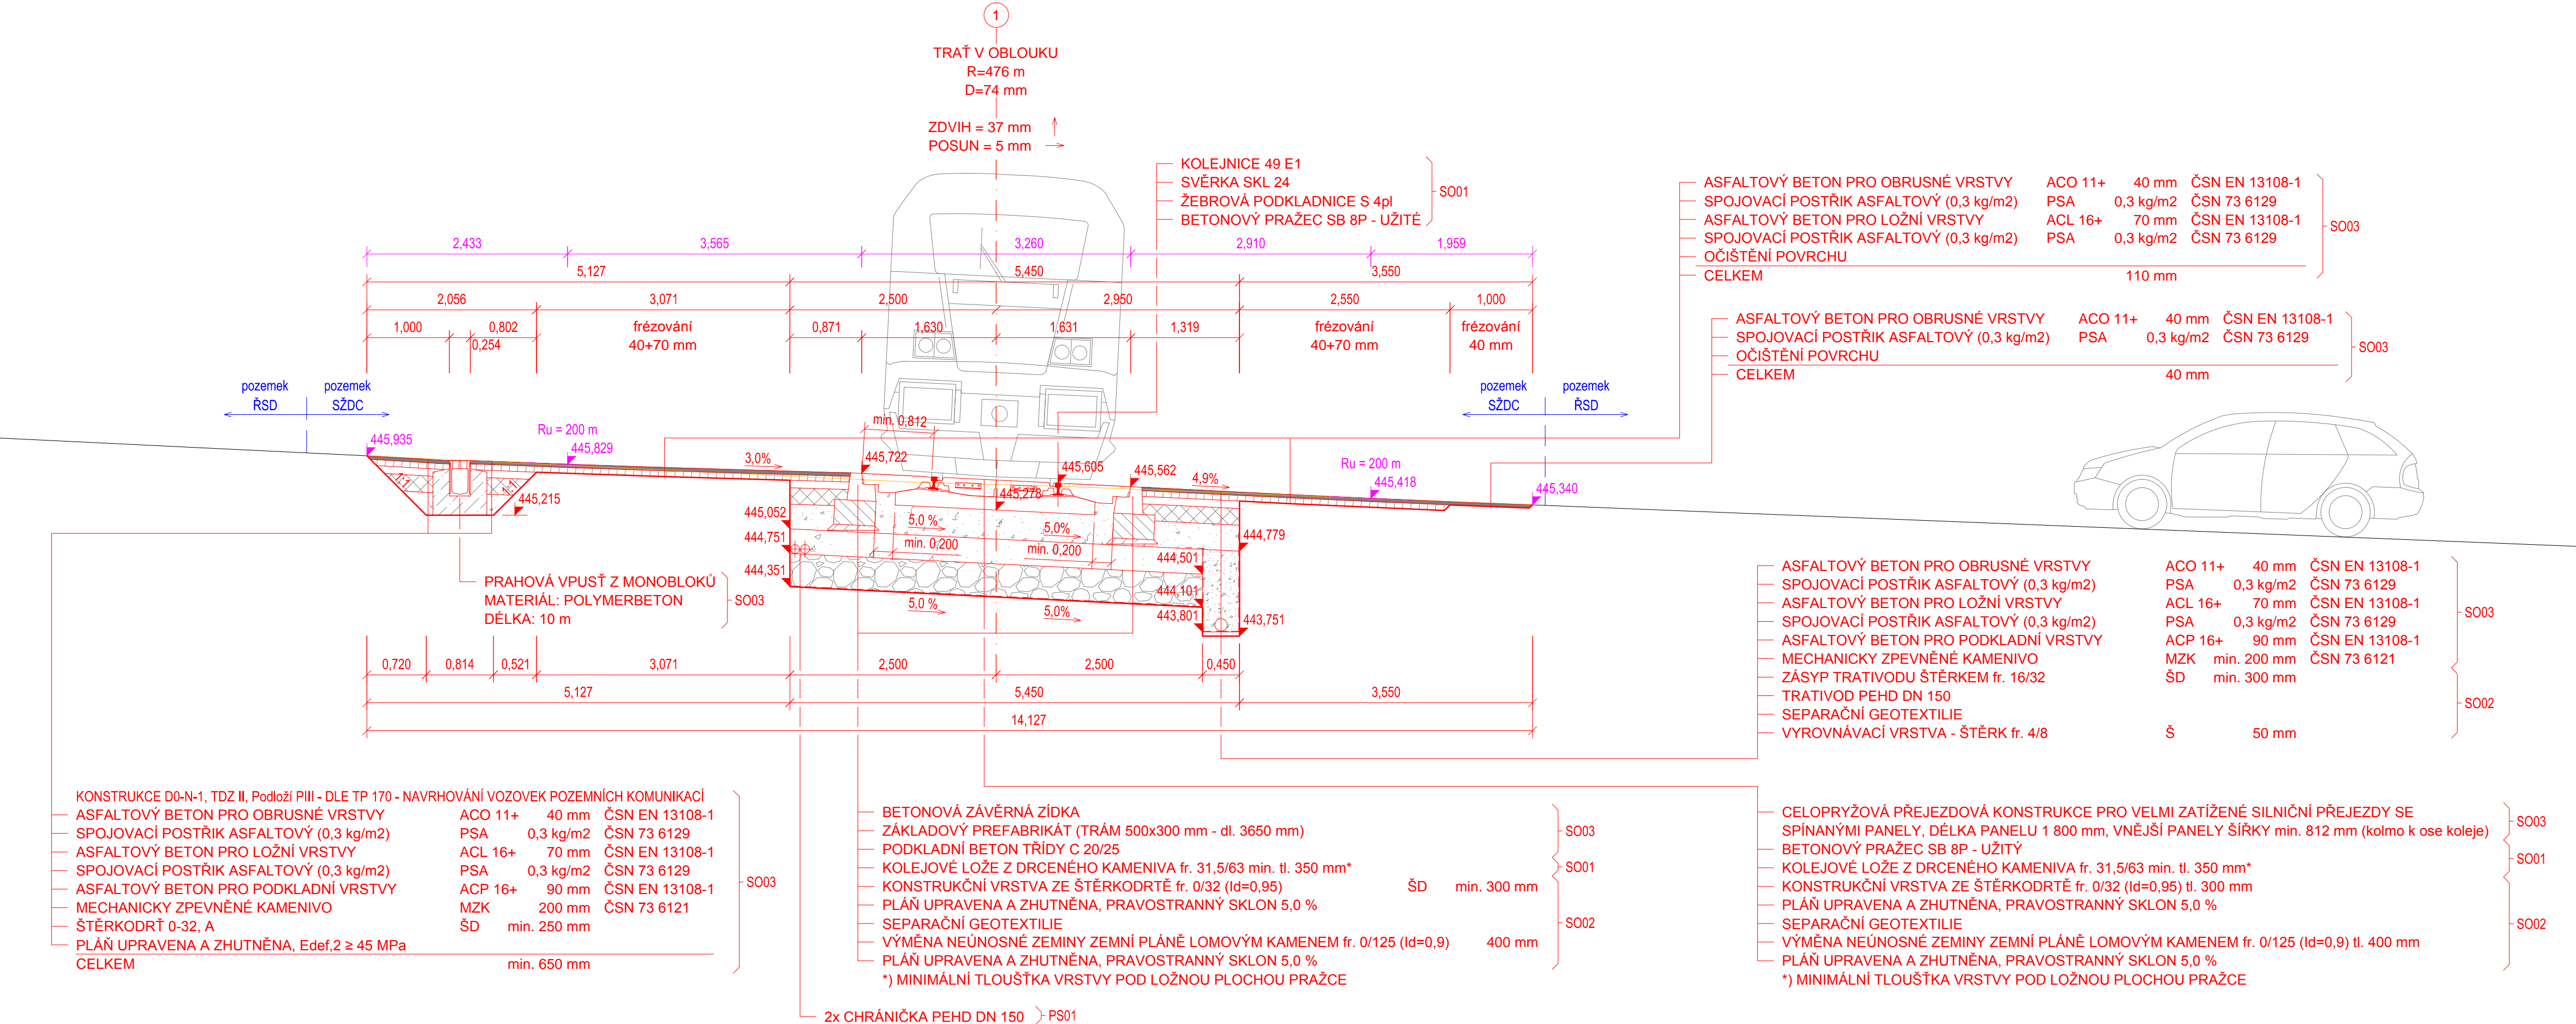 1
TRAŤ V OBLOUKU
R=476 m
D=74 mm
ZDVIH = 37 mm
POSUN = 5 mm
KOLEJNICE 49 E1
SVĚRKA SKL 24
ŽEBROVÁ PODKLADNICE S 4pl
BETONOVÝ PRAŽEC SB 8P - UŽITÉ
SO01
ASFALTOVÝ BETON PRO OBRUSNÉ VRSTVY ACO 11+ 40 mm ČSN EN 13108-1
SPOJOVACÍ POSTŘIK ASFALTOVÝ (0,3 kg/m2) PSA 0,3 kg/m2 ČSN 73 6129
ASFALTOVÝ BETON PRO LOŽNÍ VRSTVY ACL 16+ 70 mm ČSN EN 13108-1
SPOJOVACÍ POSTŘIK ASFALTOVÝ (0,3 kg/m2) PSA 0,3 kg/m2 ČSN 73 6129
OČIŠTĚNÍ POVRCHU
CELKEM 110 mm
SO03
ASFALTOVÝ BETON PRO OBRUSNÉ VRSTVY ACO 11+ 40 mm ČSN EN 13108-1
SPOJOVACÍ POSTŘIK ASFALTOVÝ (0,3 kg/m2) PSA 0,3 kg/m2 ČSN 73 6129
OČIŠTĚNÍ POVRCHU
CELKEM 40 mm
SO03
2,433 3,565 3,260 2,910 1,959
5,127 5,450 3,550
2,056 3,071 2,500 2,950 2,550 1,000
1,000 0,802 frézování 0,871 1,630 1,631 1,319 frézování frézování
0,254 40+70 mm 40+70 mm 40 mm
pozemek pozemek pozemek pozemek
ŘSD SŽDC SŽDC ŘSD
min. 0,812
445,935
Ru = 200 m
445,829
3,0%
445,722
445,605
445,562
4,9%
Ru = 200 m
445,418
445,340
1:1
1:1
445,215
445,278
445,052
5,0 %
5,0%
444,779
444,751
min. 0,200
min. 0,200
444,501
444,351
444,101
5,0 %
5,0%
443,801
443,751
PRAHOVÁ VPUSŤ Z MONOBLOKŮ
MATERIÁL: POLYMERBETON
DÉLKA: 10 m
SO03
0,720 0,814 0,521 3,071 2,500 2,500 0,450
5,127 5,450 3,550
14,127
ASFALTOVÝ BETON PRO OBRUSNÉ VRSTVY ACO 11+ 40 mm ČSN EN 13108-1
SPOJOVACÍ POSTŘIK ASFALTOVÝ (0,3 kg/m2) PSA 0,3 kg/m2 ČSN 73 6129
ASFALTOVÝ BETON PRO LOŽNÍ VRSTVY ACL 16+ 70 mm ČSN EN 13108-1
SPOJOVACÍ POSTŘIK ASFALTOVÝ (0,3 kg/m2) PSA 0,3 kg/m2 ČSN 73 6129
ASFALTOVÝ BETON PRO PODKLADNÍ VRSTVY ACP 16+ 90 mm ČSN EN 13108-1
MECHANICKY ZPEVNĚNÉ KAMENIVO MZK min. 200 mm ČSN 73 6121
ZÁSYP TRATIVODU ŠTĚRKEM fr. 16/32 ŠD min. 300 mm
TRATIVOD PEHD DN 150
SEPARAČNÍ GEOTEXTILIE
VYROVNÁVACÍ VRSTVA - ŠTĚRK fr. 4/8 Š 50 mm
SO03
SO02
KONSTRUKCE D0-N-1, TDZ II, Podloží PIII - DLE TP 170 - NAVRHOVÁNÍ VOZOVEK POZEMNÍCH KOMUNIKACÍ
ASFALTOVÝ BETON PRO OBRUSNÉ VRSTVY ACO 11+ 40 mm ČSN EN 13108-1
SPOJOVACÍ POSTŘIK ASFALTOVÝ (0,3 kg/m2) PSA 0,3 kg/m2 ČSN 73 6129
ASFALTOVÝ BETON PRO LOŽNÍ VRSTVY ACL 16+ 70 mm ČSN EN 13108-1
SPOJOVACÍ POSTŘIK ASFALTOVÝ (0,3 kg/m2) PSA 0,3 kg/m2 ČSN 73 6129
ASFALTOVÝ BETON PRO PODKLADNÍ VRSTVY ACP 16+ 90 mm ČSN EN 13108-1
MECHANICKY ZPEVNĚNÉ KAMENIVO MZK 200 mm ČSN 73 6121
ŠTĚRKODRŤ 0-32, A ŠD min. 250 mm
PLÁŇ UPRAVENA A ZHUTNĚNA, Edef,2 ≥ 45 MPa
CELKEM min. 650 mm
SO03
BETONOVÁ ZÁVĚRNÁ ZÍDKA
ZÁKLADOVÝ PREFABRIKÁT (TRÁM 500x300 mm - dl. 3650 mm)
PODKLADNÍ BETON TŘÍDY C 20/25
KOLEJOVÉ LOŽE Z DRCENÉHO KAMENIVA fr. 31,5/63 min. tl. 350 mm*
KONSTRUKČNÍ VRSTVA ZE ŠTĚRKODRTĚ fr. 0/32 (Id=0,95) ŠD min. 300 mm
PLÁŇ UPRAVENA A ZHUTNĚNA, PRAVOSTRANNÝ SKLON 5,0 %
SEPARAČNÍ GEOTEXTILIE
VÝMĚNA NEÚNOSNÉ ZEMINY ZEMNÍ PLÁNĚ LOMOVÝM KAMENEM fr. 0/125 (Id=0,9) 400 mm
PLÁŇ UPRAVENA A ZHUTNĚNA, PRAVOSTRANNÝ SKLON 5,0 %
*) MINIMÁLNÍ TLOUŠŤKA VRSTVY POD LOŽNOU PLOCHOU PRAŽCE
SO03
SO01
SO02
2x CHRÁNIČKA PEHD DN 150
PS01
CELOPRYŽOVÁ PŘEJEZDOVÁ KONSTRUKCE PRO VELMI ZATÍŽENÉ SILNIČNÍ PŘEJEZDY SE
SPÍNANÝMI PANELY, DÉLKA PANELU 1 800 mm, VNĚJŠÍ PANELY ŠÍŘKY min. 812 mm (kolmo k ose koleje)
BETONOVÝ PRAŽEC SB 8P - UŽITÝ
KOLEJOVÉ LOŽE Z DRCENÉHO KAMENIVA fr. 31,5/63 min. tl. 350 mm*
KONSTRUKČNÍ VRSTVA ZE ŠTĚRKODRTĚ fr. 0/32 (Id=0,95) tl. 300 mm
PLÁŇ UPRAVENA A ZHUTNĚNA, PRAVOSTRANNÝ SKLON 5,0 %
SEPARAČNÍ GEOTEXTILIE
VÝMĚNA NEÚNOSNÉ ZEMINY ZEMNÍ PLÁNĚ LOMOVÝM KAMENEM fr. 0/125 (Id=0,9) tl. 400 mm
PLÁŇ UPRAVENA A ZHUTNĚNA, PRAVOSTRANNÝ SKLON 5,0 %
*) MINIMÁLNÍ TLOUŠŤKA VRSTVY POD LOŽNOU PLOCHOU PRAŽCE
SO03
SO01
SO02